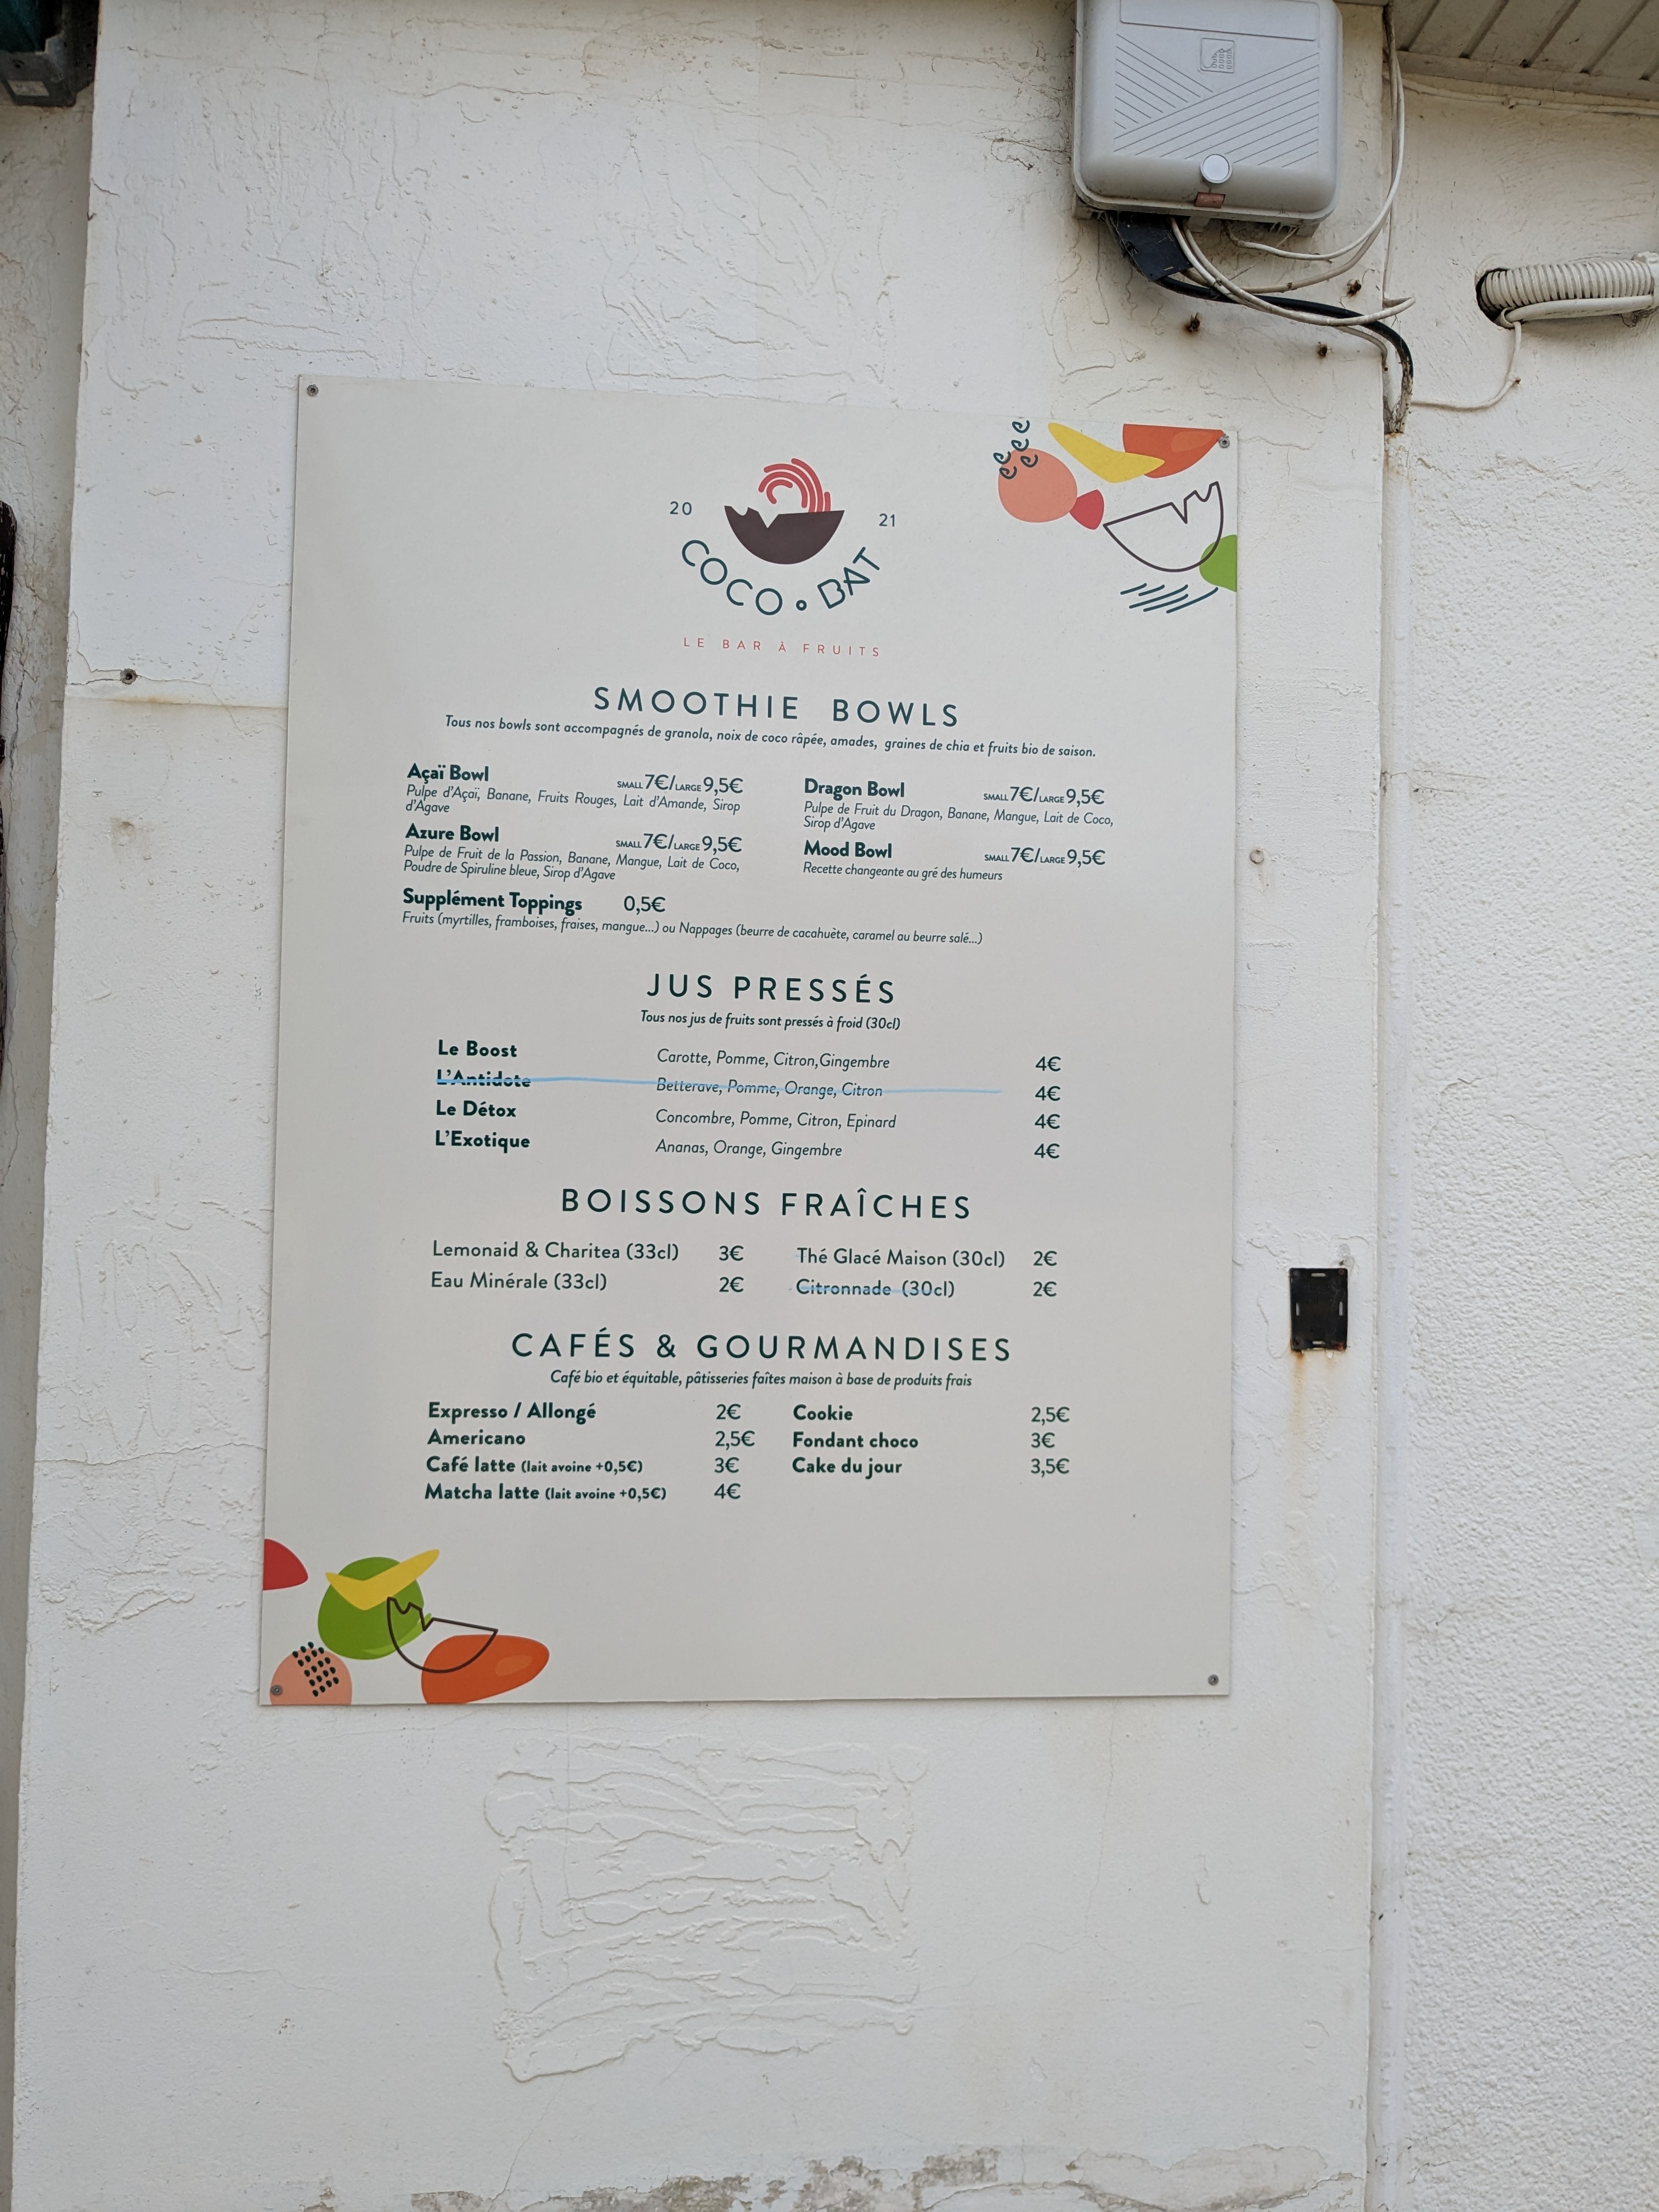 20 21
COCO • BAT
LE BAR À FRUITS
SMOOTHIE BOWLS
Tous nos bowls sont accompagnés de granola, noix de coco râpée, amades, graines de chia et fruits bio de saison.
Açaï Bowl SMALL 7€/LARGE 9,5€
Pulpe d'Açaï, Banane, Fruits Rouges, Lait d'Amande, Sirop
d'Agave
Azure Bowl SMALL 7€/LARGE 9,5€
Pulpe de Fruit de la Passion, Banane, Mangue, Lait de Coco,
Poudre de Spiruline bleue, Sirop d'Agave
Dragon Bowl SMALL 7€/LARGE 9,5€
Pulpe de Fruit du Dragon, Banane, Mangue, Lait de Coco,
Sirop d'Agave
Mood Bowl SMALL 7€/LARGE 9,5€
Recette changeante au gré des humeurs
Supplément Toppings 0,5€
Fruits (myrtilles, framboises, fraises, mangue...) ou Nappages (beurre de cacahuète, caramel au beurre salé...)
JUS PRESSÉS
Tous nos jus de fruits sont pressés à froid (30cl)
Le Boost Carotte, Pomme, Citron,Gingembre 4€
L'Antidote Betterave, Pomme, Orange, Citron 4€
Le Détox Concombre, Pomme, Citron, Epinard 4€
L'Exotique Ananas, Orange, Gingembre 4€
BOISSONS FRAÎCHES
Lemonaid & Charitea (33cl) 3€ Thé Glacé Maison (30cl) 2€
Eau Minérale (33cl) 2€ Citronnade (30cl) 2€
CAFÉS & GOURMANDISES
Café bio et équitable, pâtisseries faîtes maison à base de produits frais
Expresso / Allongé 2€ Cookie 2,5€
Americano 2,5€ Fondant choco 3€
Café latte (lait avoine +0,5€) 3€ Cake du jour 3,5€
Matcha latte (lait avoine +0,5€) 4€